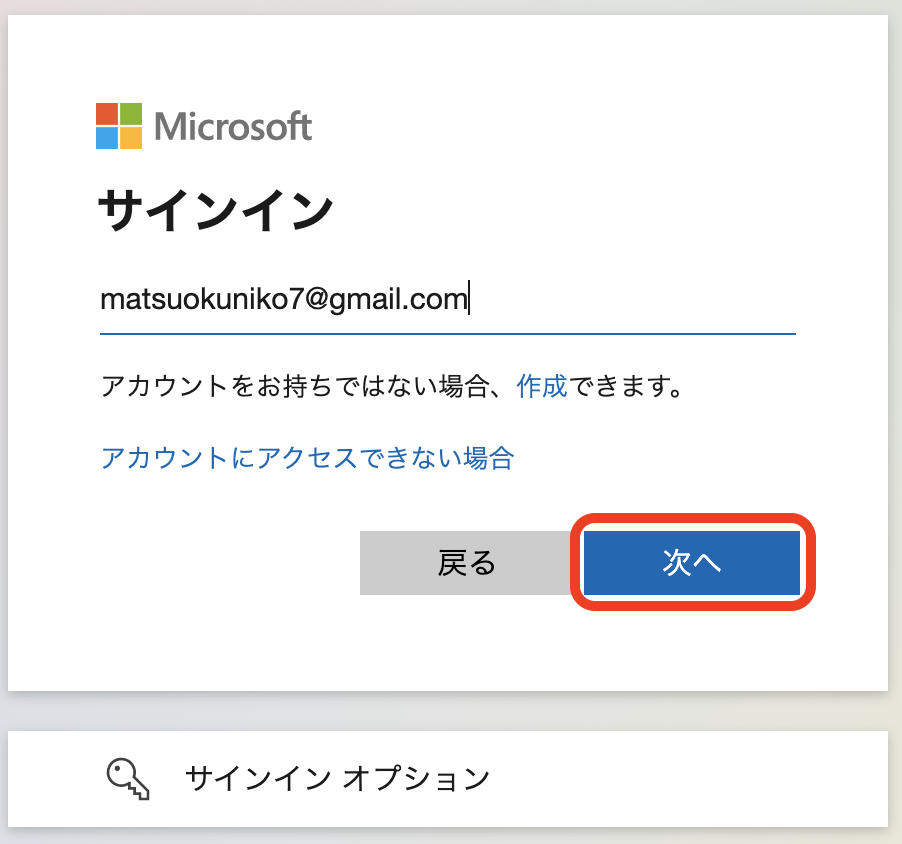 Microsoft
サインイン
matsuokuniko7@gmail.com
アカウントをお持ちではない場合、作成できます。
アカウントにアクセスできない場合
戻る
次へ
サインイン オプション